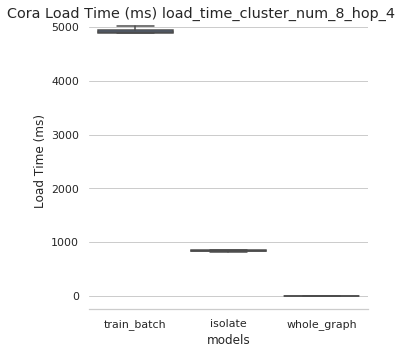 Cora Load Time (ms) load_time_cluster_num_8_hop_4
5000
4000
3000
2000
1000
0
Load Time (ms)
train_batch isolate whole_graph
models